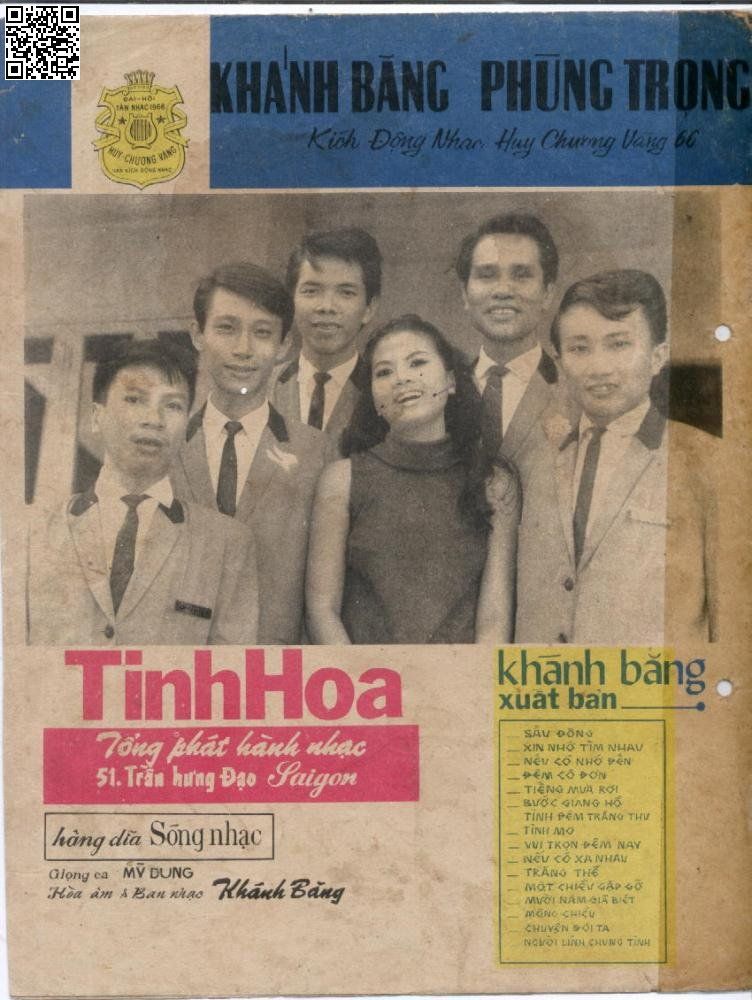 ĐẠI-HỘI
TÂN NHẠC 1966
HUY-CHƯƠNG VÀNG
KHÁNH BĂNG PHÙNG TRỌNG
Kích Động Nhạc Huy Chương Vàng 66
Tinh Hoa
Tổng phát hành nhạc
51. Trần hưng Đạo Saigon
hàng dĩa Sóng nhạc
Giọng ca MỸ DUNG
Hòa âm & Ban nhạc Khánh Băng
khánh băng
xuất bản
— SẦU ĐÔNG
— XIN NHỚ TÌM NHAU
— NẾU CÓ NHỚ ĐẾN
— ĐÊM CÔ ĐƠN
— TIẾNG MƯA RƠI
— BƯỚC GIANG HỒ
TÌNH ĐÊM TRĂNG THU
— TÌNH MƠ
— VUI TRỌN ĐÊM NAY
— NẾU CÓ XA NHAU
— TRĂNG THỀ
— MỘT CHIỀU GẶP GỠ
— MƯỜI NĂM GIÃ BIỆT
— MỘNG CHIỀU
— CHUYỆN ĐÔI TA
— NGƯỜI LÍNH CHUNG TÌNH